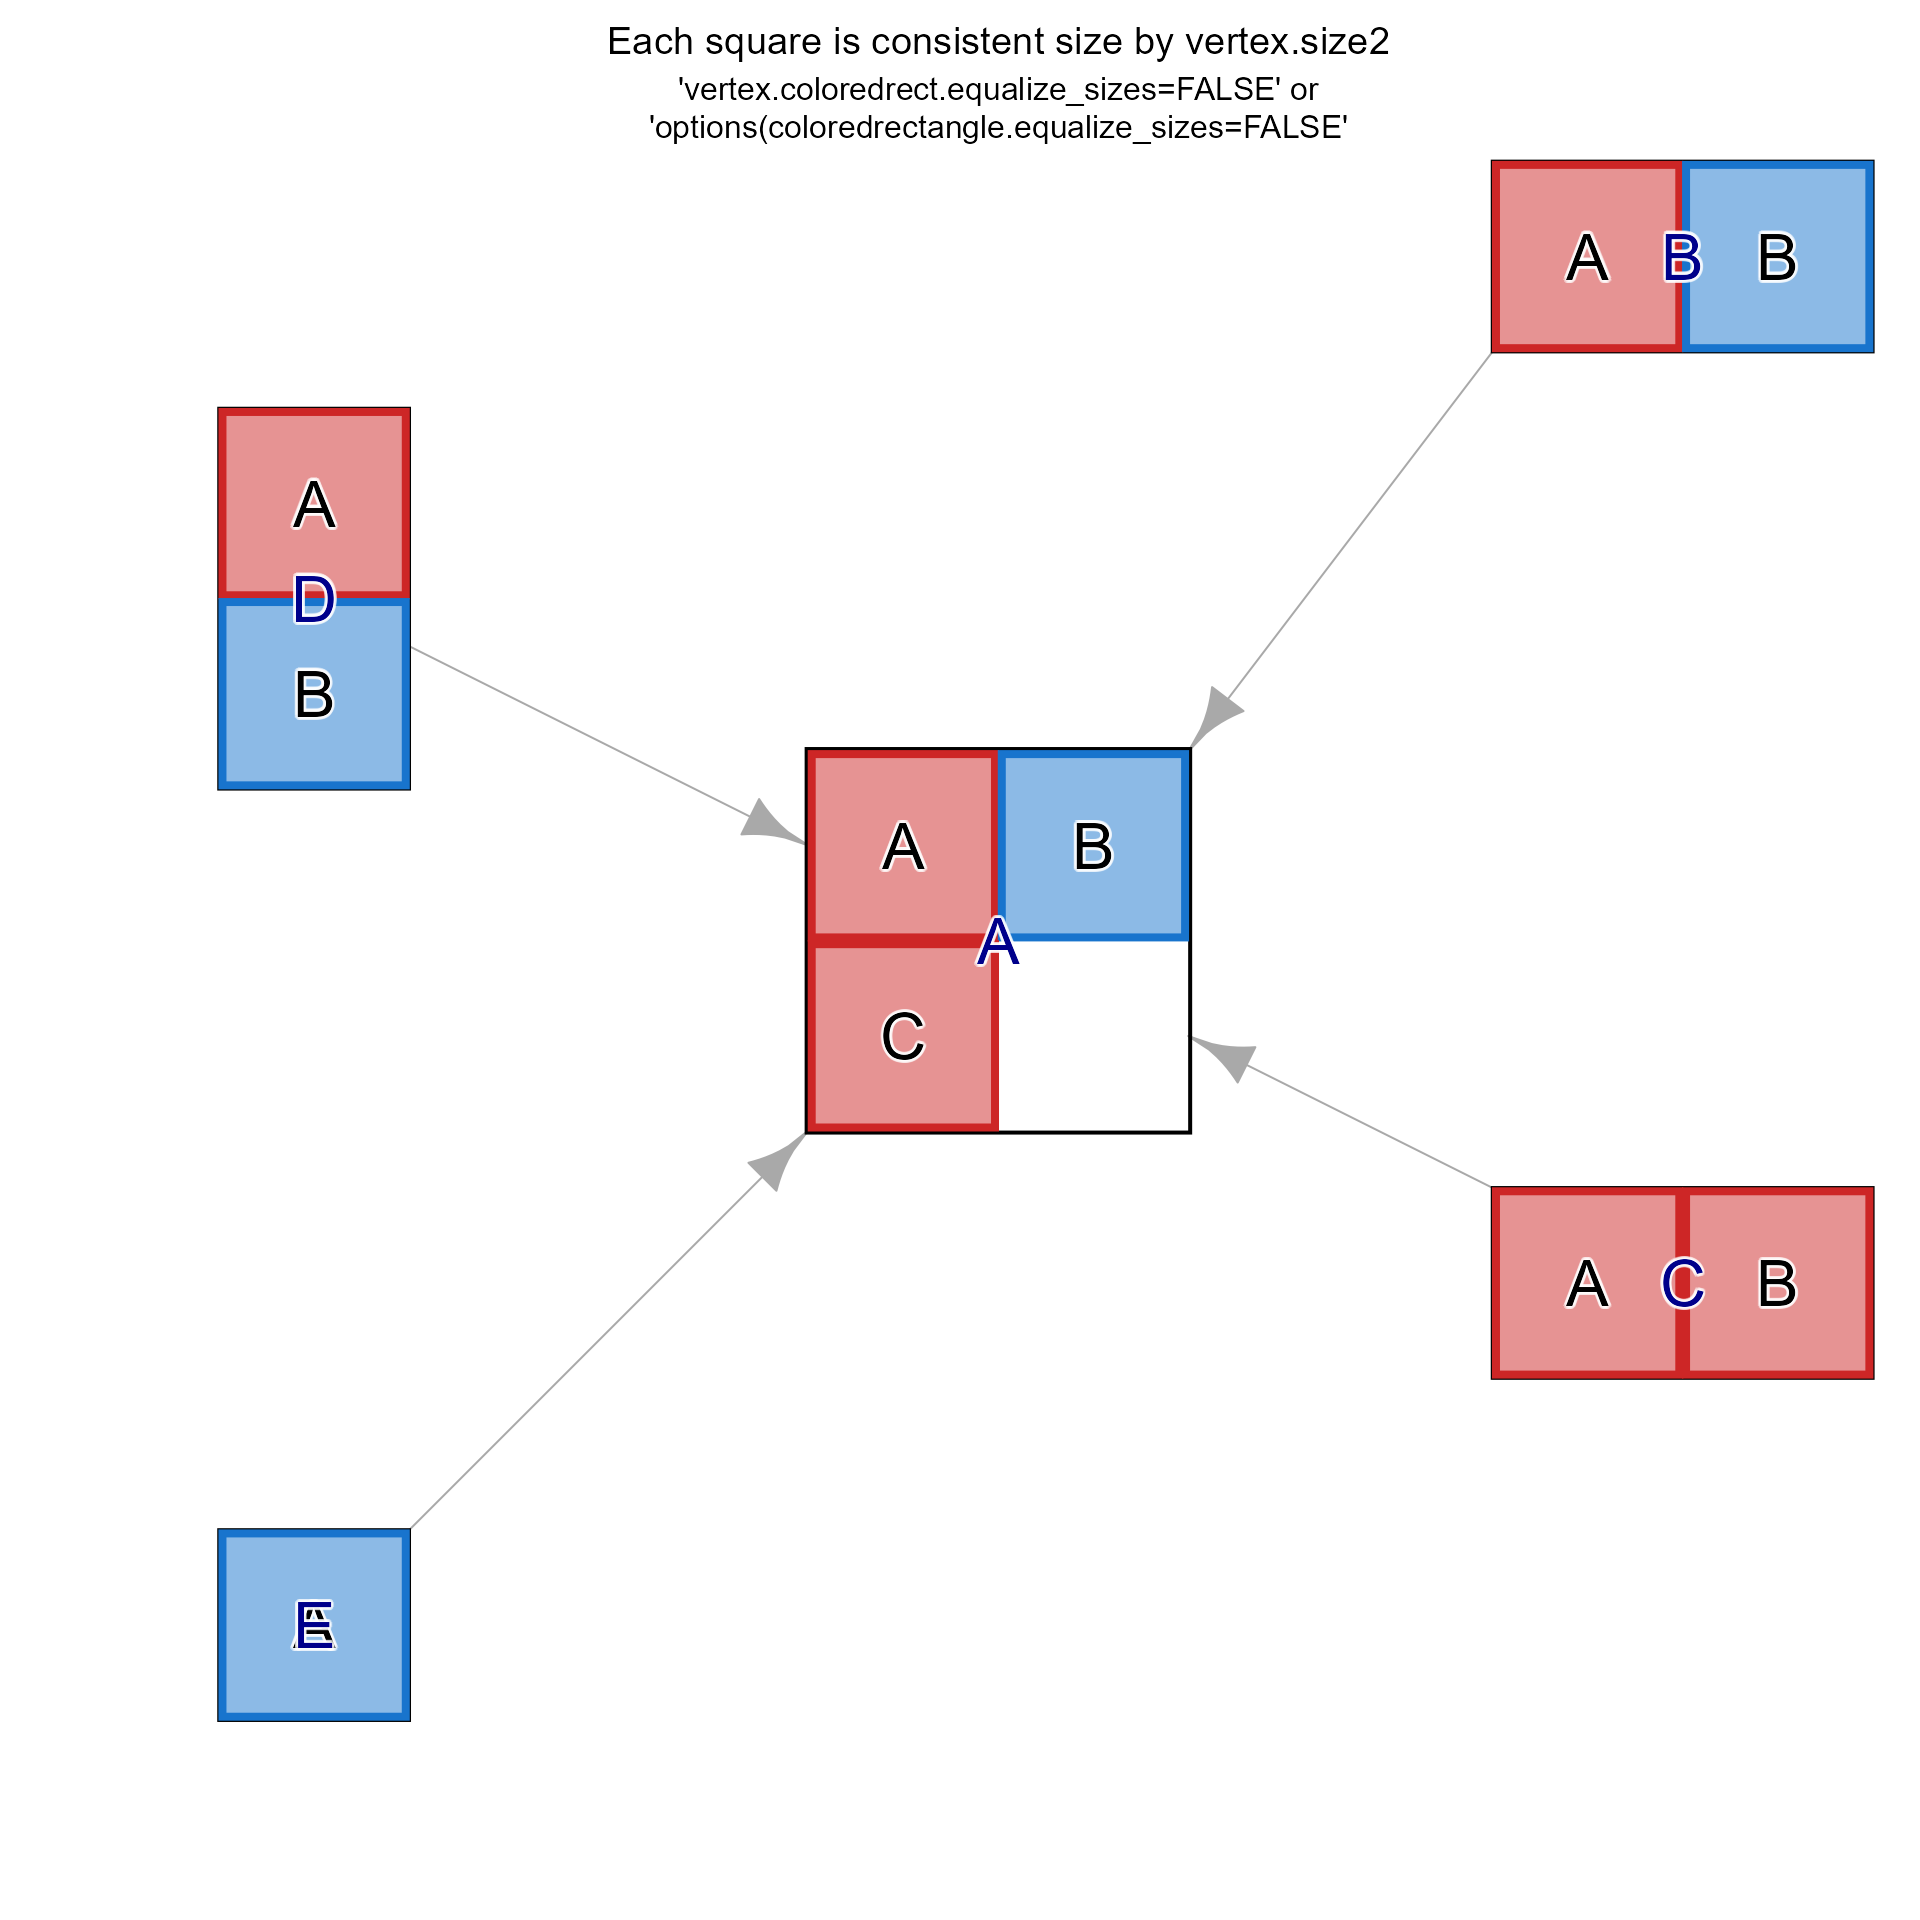 Each square is consistent size by vertex.size2
'vertex.coloredrect.equalize_sizes=FALSE' or
'options(coloredrectangle.equalize_sizes=FALSE'
A B B
A
D
B
A B
A
C
A C B
E